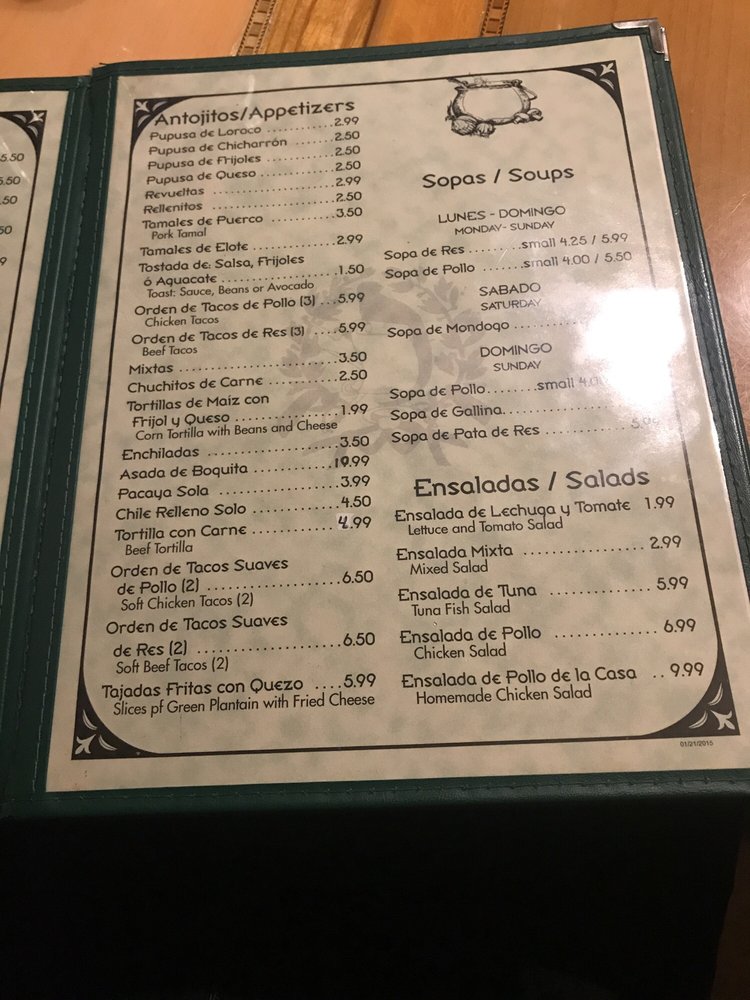 5.50
5.50
.50
50
9
Antojitos/Appetizers
Pupusa de Loroco ............2.99
Pupusa de Chicharrón .......2.50
Pupusa de Frijoles ............2.50
Pupusa de Queso .............2.50
Revueltas ....................2.99
Rellenitos ....................2.50
Tamales de Puerco ...........3.50
Pork Tamal
Tamales de Elote ..............2.99
Tostada de: Salsa, Frijoles
ó Aguacate ..................1.50
Toast: Sauce, Beans or Avocado
Orden de Tacos de Pollo (3) ...5.99
Chicken Tacos
Orden de Tacos de Res (3) ....5.99
Beef Tacos
Mixtas ........................3.50
Chuchitos de Carne ...........2.50
Tortillas de Maiz con
Frijol y Queso ................1.99
Corn Tortilla with Beans and Cheese
Enchiladas ....................3.50
Asada de Boquita ............19.99
Pacaya Sola ...................3.99
Chile Relleno Solo .............4.50
Tortilla con Carne .............4.99
Beef Tortilla
Orden de Tacos Suaves
de Pollo (2) ....................6.50
Soft Chicken Tacos (2)
Orden de Tacos Suaves
de Res (2) .....................6.50
Soft Beef Tacos (2)
Tajadas Fritas con Quezo ....5.99
Slices pf Green Plantain with Fried Cheese
Sopas / Soups
LUNES - DOMINGO
MONDAY - SUNDAY
Sopa de Res ........small 4.25 / 5.99
Sopa de Pollo .......small 4.00 / 5.50
SABADO
SATURDAY
Sopa de Mondogo ............
DOMINGO
SUNDAY
Sopa de Pollo........small
Sopa de Gallina..............
Sopa de Pata de Res ............
Ensaladas / Salads
Ensalada de Lechuga y Tomate 1.99
Lettuce and Tomato Salad
Ensalada Mixta .................. 2.99
Mixed Salad
Ensalada de Tuna ............... 5.99
Tuna Fish Salad
Ensalada de Pollo ............... 6.99
Chicken Salad
Ensalada de Pollo de la Casa .. 9.99
Homemade Chicken Salad
01/21/2015